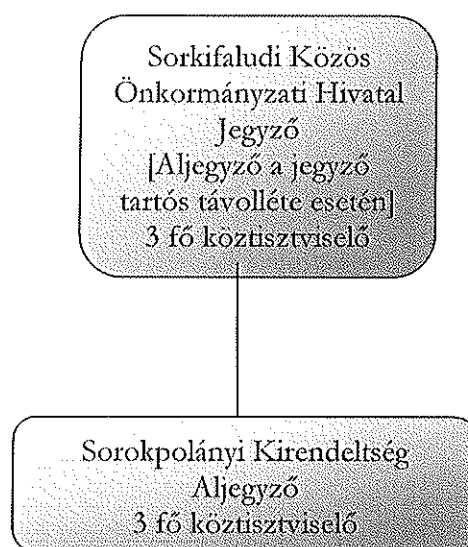 Sorkifaludi Közös
Önkormányzati Hivatal
Jegyző
[Aljegyző a jegyző
tartós távolléte esetén]
3 fő köztisztviselő
Sorokpolányi Kirendeltség
Aljegyző
3 fő köztisztviselő